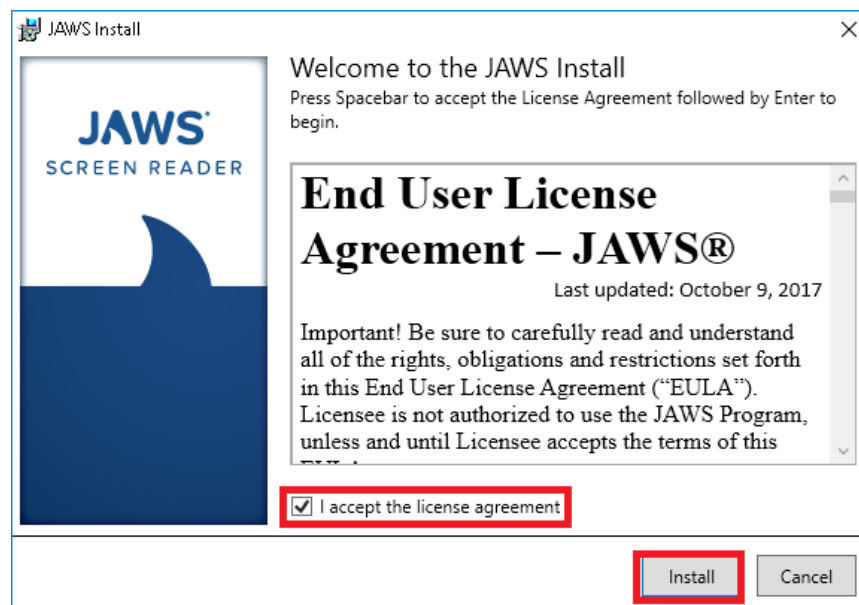 JAWS Install
JAWS
SCREEN READER
Welcome to the JAWS Install
Press Spacebar to accept the License Agreement followed by Enter to
begin.
End User License
Agreement – JAWS®
Last updated: October 9, 2017
Important! Be sure to carefully read and understand
all of the rights, obligations and restrictions set forth
in this End User License Agreement (“EULA”).
Licensee is not authorized to use the JAWS Program,
unless and until Licensee accepts the terms of this
I accept the license agreement
Install
Cancel